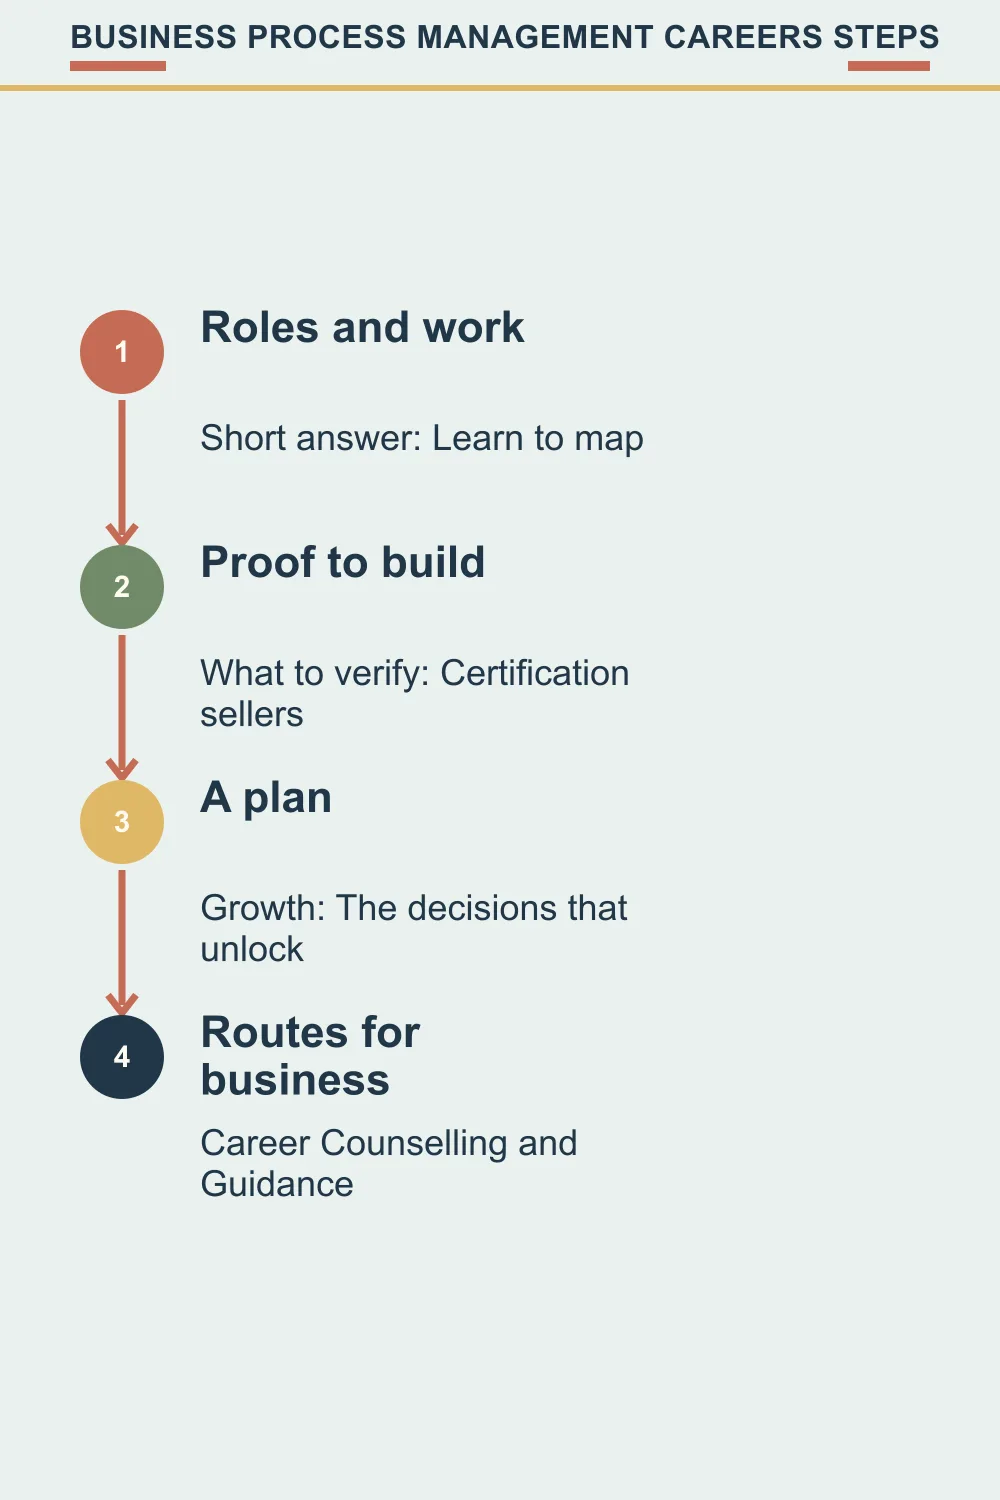 BUSINESS PROCESS MANAGEMENT CAREERS STEPS
1
Roles and work
Short answer: Learn to map
2
Proof to build
What to verify: Certification
sellers
3
A plan
Growth: The decisions that
unlock
4
Routes for
business
Career Counselling and
Guidance